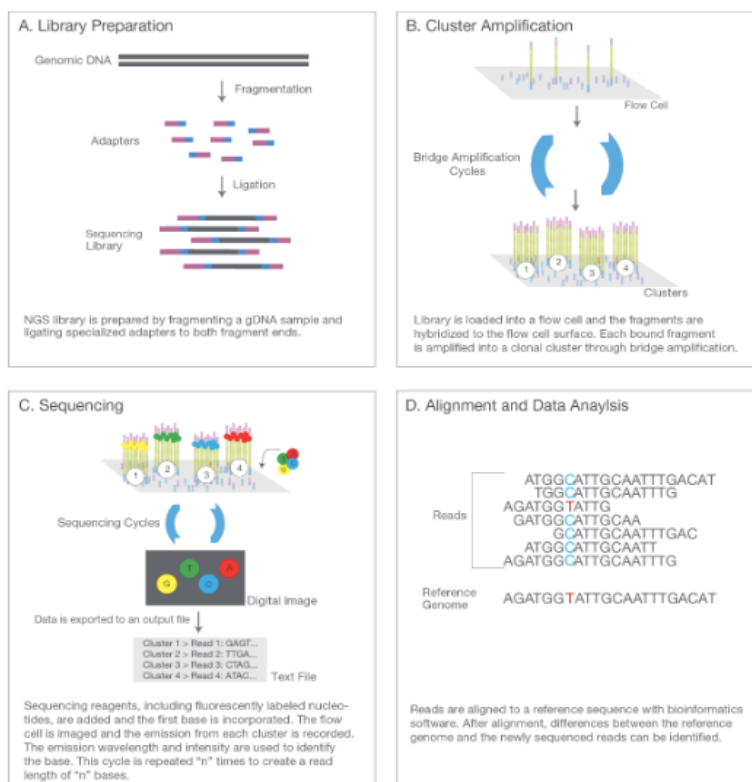 A. Library Preparation
Genomic DNA
Fragmentation
Adapters
Ligation
Sequencing
Library
NGS library is prepared by fragmenting a gDNA sample and
ligating specialized adapters to both fragment ends.
B. Cluster Amplification
Flow Cell
Bridge Amplification
Cycles
1
2
3
4
Clusters
Library is loaded into a flow cell and the fragments are
hybridized to the flow cell surface. Each bound fragment
is amplified into a clonal cluster through bridge amplification.
C. Sequencing
1
2
3
4
T
A
C
G
Sequencing Cycles
T
A
G
C
Digital Image
Data is exported to an output file
Cluster 1 > Read 1: GAGT...
Cluster 2 > Read 2: TTGA...
Cluster 3 > Read 3: CTAG...
Cluster 4 > Read 4: ATAC...
Text File
Sequencing reagents, including fluorescently labeled nucleo-
tides, are added and the first base is incorporated. The flow
cell is imaged and the emission from each cluster is recorded.
The emission wavelength and intensity are used to identify
the base. This cycle is repeated “n” times to create a read
length of “n” bases.
D. Alignment and Data Anaylsis
ATGGCATTGCAATTTGACAT
TGGCATTGCAATTTG
AGATGGTATTG
Reads
GATGGCATTGCAA
GCATTGCAATTTGAC
ATGGCATTGCAATT
AGATGGCATTGCAATTTG
Reference
Genome
AGATGGTATTGCAATTTGACAT
Reads are aligned to a reference sequence with bioinformatics
software. After alignment, differences between the reference
genome and the newly sequenced reads can be identified.